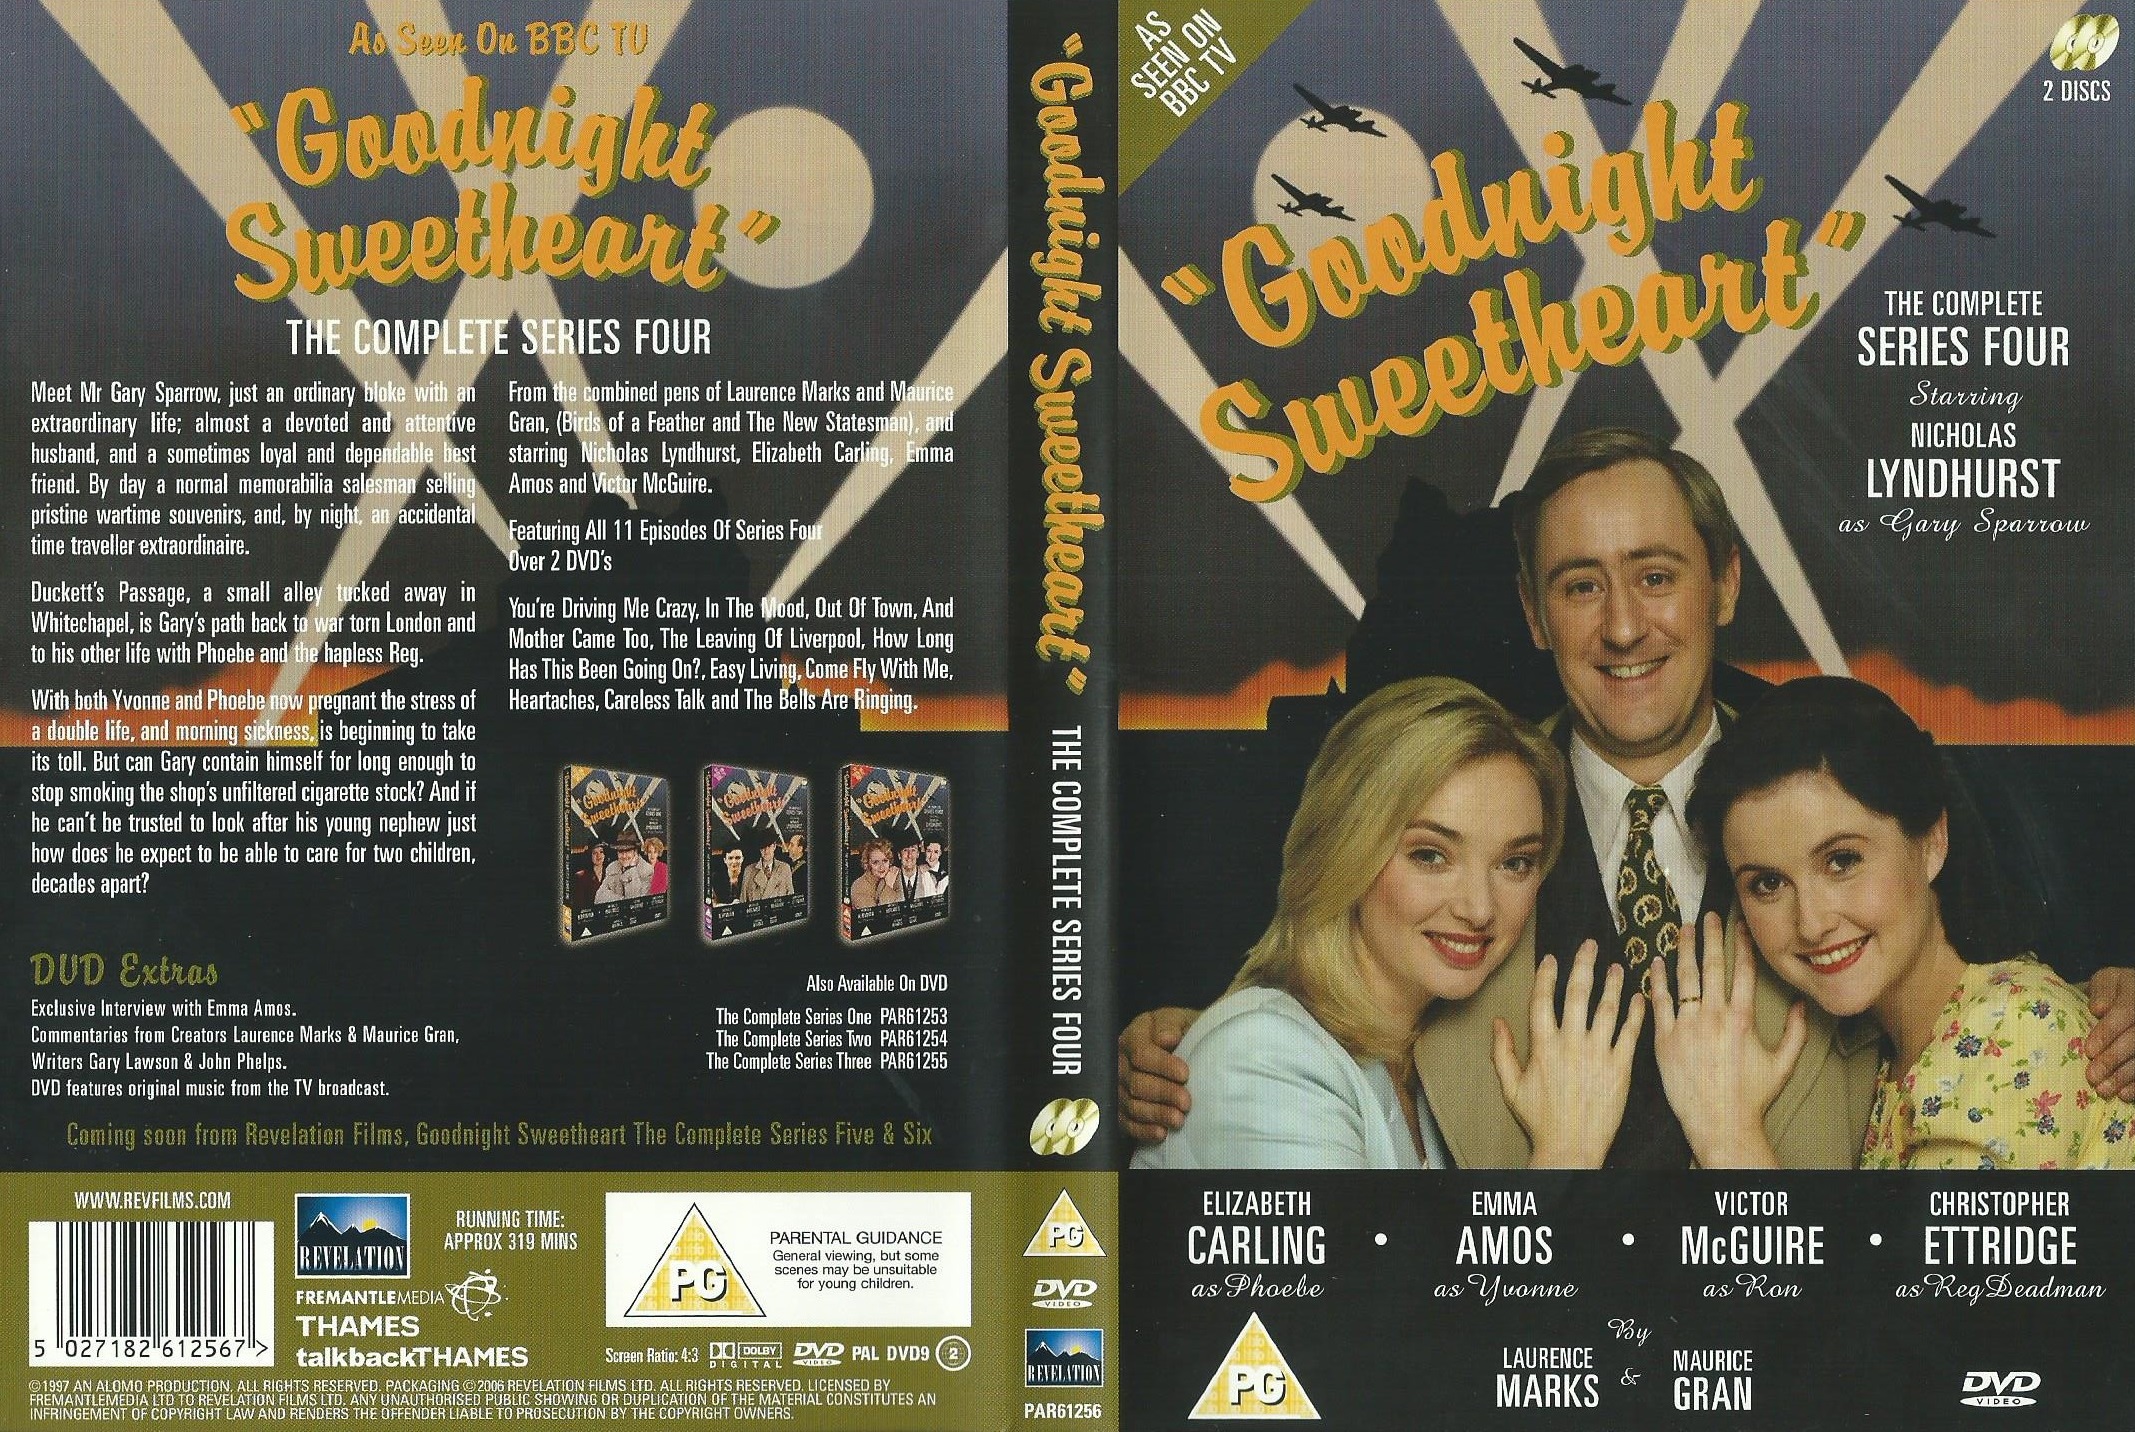 As Seen On BBC TV
"Goodnight
Sweetheart"
THE COMPLETE SERIES FOUR
Meet Mr Gary Sparrow, just an ordinary bloke with an
extraordinary life; almost a devoted and attentive
husband, and a sometimes loyal and dependable best
friend. By day a normal memorabilia salesman selling
pristine wartime souvenirs, and, by night, an accidental
time traveller extraordinaire.
Duckett's Passage, a small alley tucked away in
Whitechapel, is Gary's path back to war torn London and
to his other life with Phoebe and the hapless Reg.
With both Yvonne and Phoebe now pregnant the stress of
a double life, and morning sickness, is beginning to take
its toll. But can Gary contain himself for long enough to
stop smoking the shop's unfiltered cigarette stock? And if
he can't be trusted to look after his young nephew just
how does he expect to be able to care for two children,
decades apart?
From the combined pens of Laurence Marks and Maurice
Gran, (Birds of a Feather and The New Statesman), and
starring Nicholas Lyndhurst, Elizabeth Carling, Emma
Amos and Victor McGuire.
Featuring All 11 Episodes Of Series Four
Over 2 DVD's
You're Driving Me Crazy, In The Mood, Out Of Town, And
Mother Came Too, The Leaving Of Liverpool, How Long
Has This Been Going On?, Easy Living, Come Fly With Me,
Heartaches, Careless Talk and The Bells Are Ringing.
"Goodnight
Sweetheart"
"Goodnight
Sweetheart"
"Goodnight
Sweetheart"
DVD Extras
Exclusive Interview with Emma Amos.
Commentaries from Creators Laurence Marks & Maurice Gran,
Writers Gary Lawson & John Phelps.
DVD features original music from the TV broadcast.
Also Available On DVD
The Complete Series One PAR61253
The Complete Series Two PAR61254
The Complete Series Three PAR61255
Coming soon from Revelation Films, Goodnight Sweetheart The Complete Series Five & Six
WWW.REVFILMS.COM
5 027182 612567 >
REVELATION
FREMANTLEMEDIA
THAMES
talkbackTHAMES
RUNNING TIME:
APPROX 319 MINS
PG
PARENTAL GUIDANCE
General viewing, but some
scenes may be unsuitable
for young children.
Screen Ratio: 4:3 DOLBY DIGITAL DVD VIDEO PAL DVD9 2
©1997 AN ALOMO PRODUCTION. ALL RIGHTS RESERVED. PACKAGING ©2006 REVELATION FILMS LTD. ALL RIGHTS RESERVED. LICENSED BY
FREMANTLEMEDIA LTD TO REVELATION FILMS LTD. ANY UNAUTHORISED PUBLIC SHOWING OR DUPLICATION OF THE MATERIAL CONSTITUTES AN
INFRINGEMENT OF COPYRIGHT LAW AND RENDERS THE OFFENDER LIABLE TO PROSECUTION BY THE COPYRIGHT OWNERS.
"Goodnight Sweetheart" THE COMPLETE SERIES FOUR
PG
DVD
VIDEO
REVELATION
PAR61256
AS
SEEN ON
BBC TV
2 DISCS
"Goodnight
Sweetheart"
THE COMPLETE
SERIES FOUR
Starring
NICHOLAS
LYNDHURST
as Gary Sparrow
ELIZABETH
CARLING
as Phoebe
•
EMMA
AMOS
as Yvonne
•
VICTOR
McGUIRE
as Ron
•
CHRISTOPHER
ETTRIDGE
as Reg Deadman
PG
By
LAURENCE
MARKS
&
MAURICE
GRAN
DVD
VIDEO